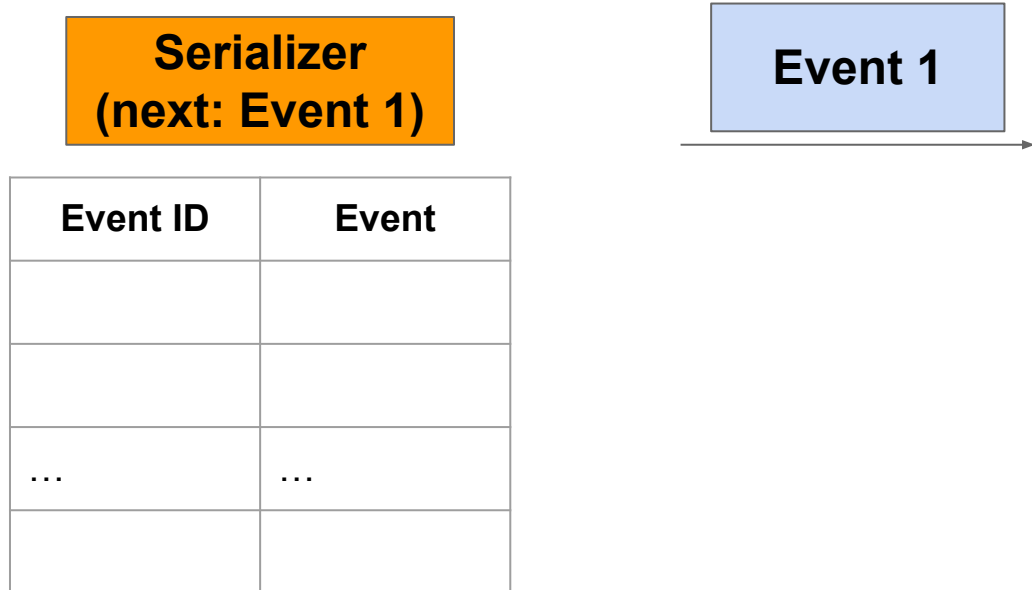 Serializer
(next: Event 1)
Event 1
Event ID
Event
...
...